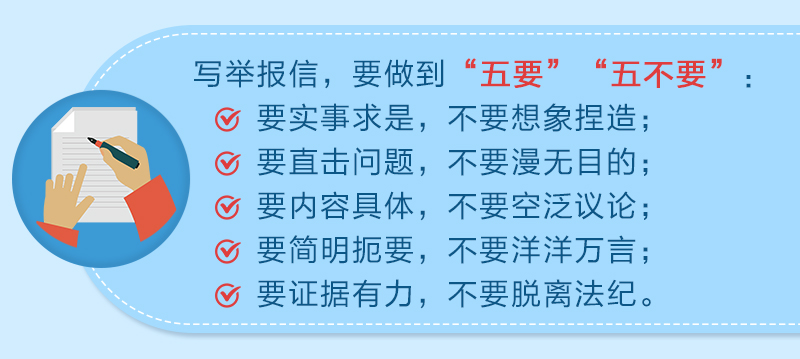 写举报信，要做到“五要”“五不要”：
要实事求是，不要想象捏造；
要直击问题，不要漫无目的；
要内容具体，不要空泛议论；
要简明扼要，不要洋洋万言；
要证据有力，不要脱离法纪。